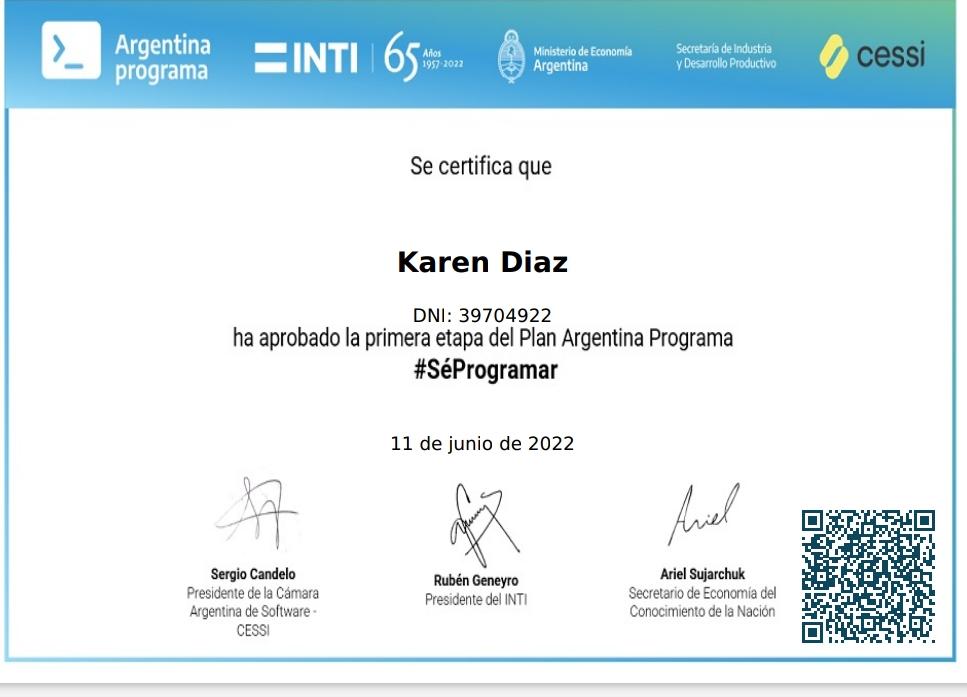 Argentina
programa
INTI
65 Años
1957-2022
Ministerio de Economía
Argentina
Secretaría de Industria
y Desarrollo Productivo
cessi
Se certifica que
Karen Diaz
DNI: 39704922
ha aprobado la primera etapa del Plan Argentina Programa
#SéProgramar
11 de junio de 2022
Ariel
Sergio Candelo
Presidente de la Cámara
Argentina de Software -
CESSI
Rubén Geneyro
Presidente del INTI
Ariel Sujarchuk
Secretario de Economía del
Conocimiento de la Nación